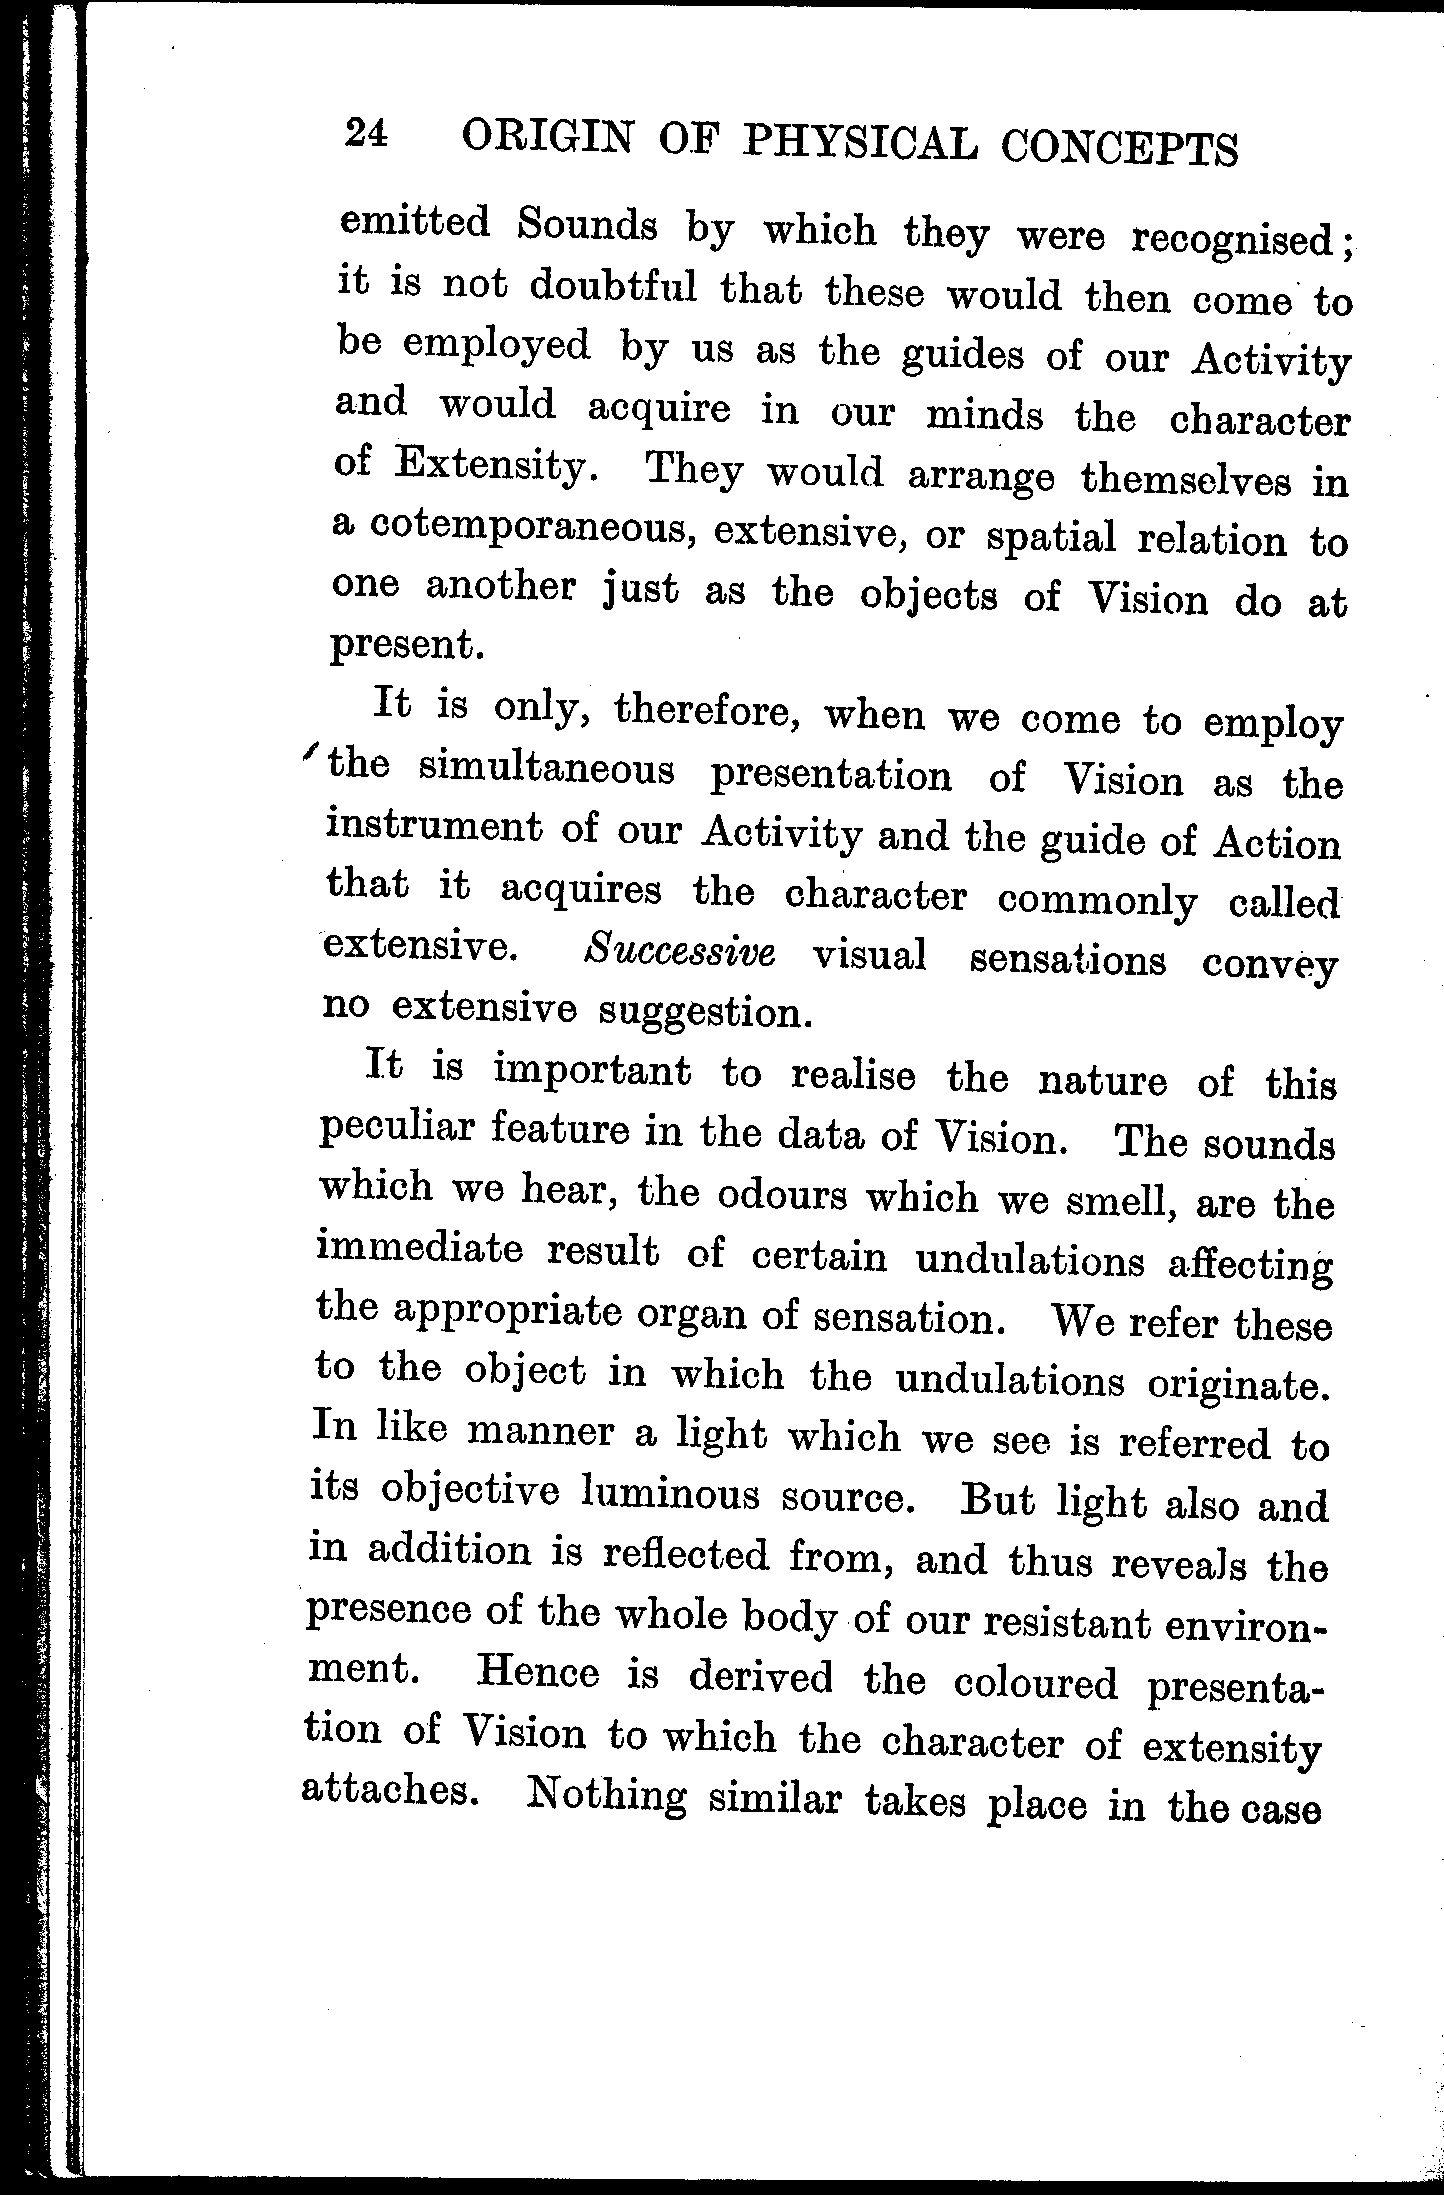 24 ORIGIN OF PHYSICAL CONCEPTS
emitted Sounds by which they were recognised;
it is not doubtful that these would then come to
be employed by us as the guides of our Activity
and would acquire in our minds the character
of Extensity. They would arrange themselves in
a cotemporaneous, extensive, or spatial relation to
one another just as the objects of Vision do at
present.
It is only, therefore, when we come to employ
the simultaneous presentation of Vision as the
instrument of our Activity and the guide of Action
that it acquires the character commonly called
extensive. Successive visual sensations convey
no extensive suggestion.
It is important to realise the nature of this
peculiar feature in the data of Vision. The sounds
which we hear, the odours which we smell, are the
immediate result of certain undulations affecting
the appropriate organ of sensation. We refer these
to the object in which the undulations originate.
In like manner a light which we see is referred to
its objective luminous source. But light also and
in addition is reflected from, and thus reveals the
presence of the whole body of our resistant environ-
ment. Hence is derived the coloured presenta-
tion of Vision to which the character of extensity
attaches. Nothing similar takes place in the case